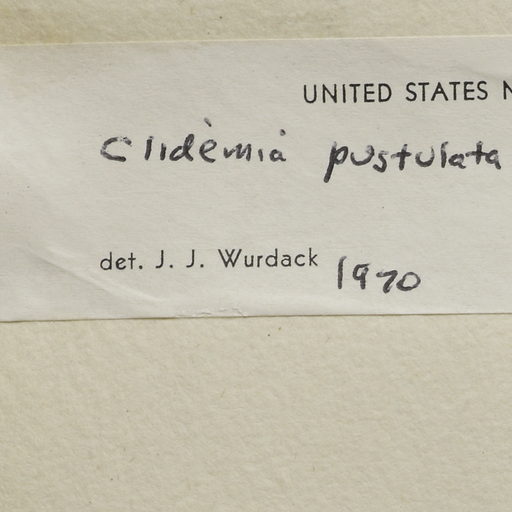 UNITED STATES N
Clidemia pustulata
det. J. J. Wurdack 1970